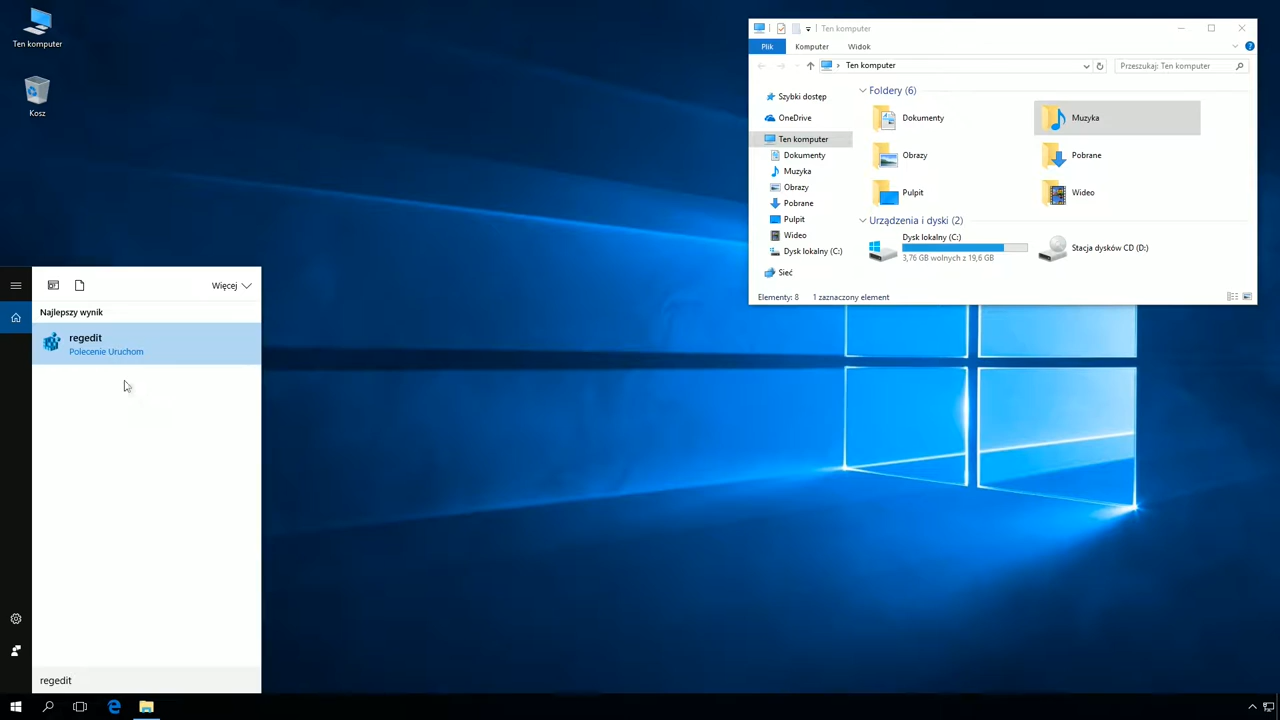 Ten komputer
Kosz
Ten komputer
Plik Komputer Widok
Ten komputer
Przeszukaj: Ten komputer
Szybki dostęp
OneDrive
Ten komputer
Dokumenty
Muzyka
Obrazy
Pobrane
Pulpit
Wideo
Dysk lokalny (C:)
Sieć
Foldery (6)
Dokumenty
Muzyka
Obrazy
Pobrane
Pulpit
Wideo
Urządzenia i dyski (2)
Dysk lokalny (C:)
3,76 GB wolnych z 19,6 GB
Stacja dysków CD (D:)
Elementy: 8 1 zaznaczony element
Więcej
Najlepszy wynik
regedit
Polecenie Uruchom
regedit